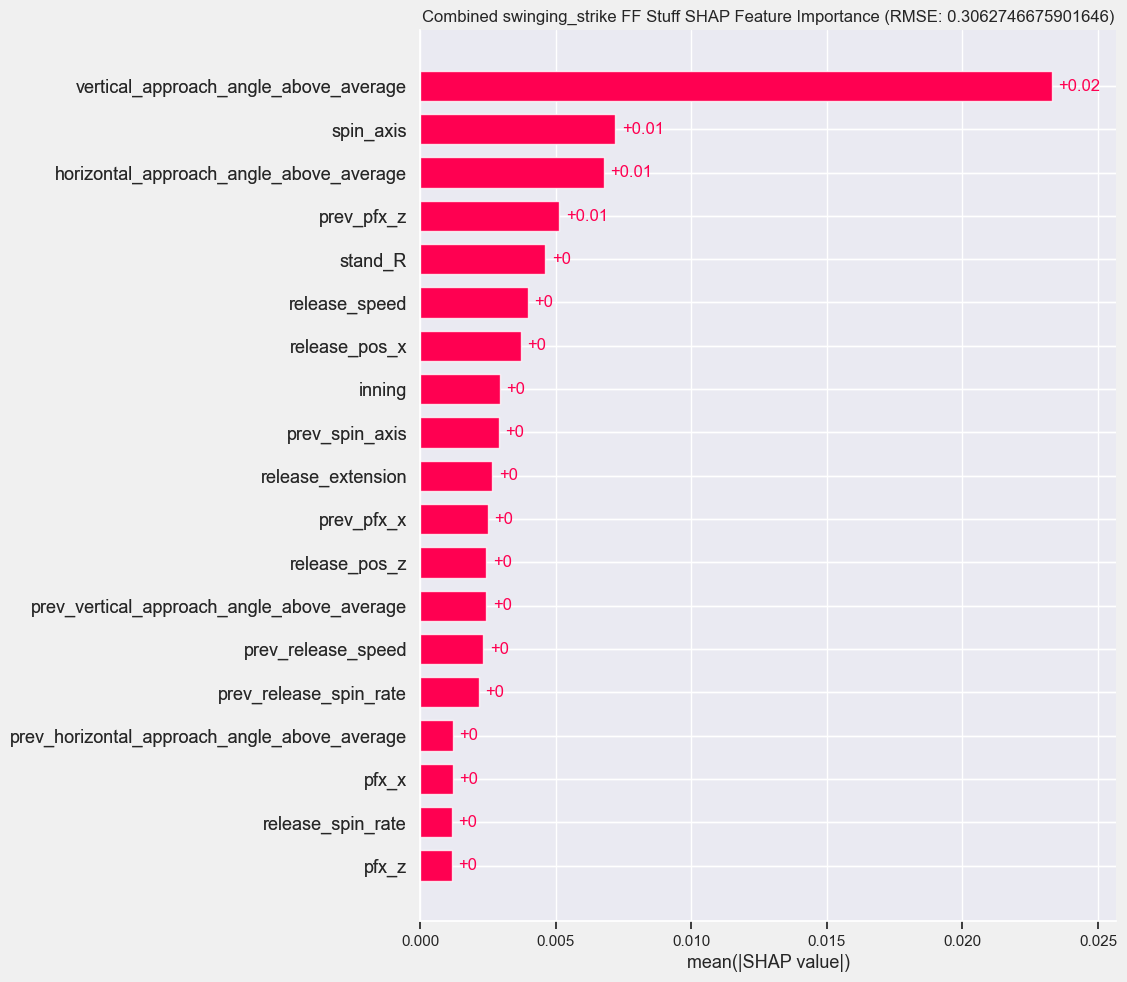 Combined swinging_strike FF Stuff SHAP Feature Importance (RMSE: 0.3062746675901646)
vertical_approach_angle_above_average +0.02
spin_axis +0.01
horizontal_approach_angle_above_average +0.01
prev_pfx_z +0.01
stand_R +0
release_speed +0
release_pos_x +0
inning +0
prev_spin_axis +0
release_extension +0
prev_pfx_x +0
release_pos_z +0
prev_vertical_approach_angle_above_average +0
prev_release_speed +0
prev_release_spin_rate +0
prev_horizontal_approach_angle_above_average +0
pfx_x +0
release_spin_rate +0
pfx_z +0
0.000 0.005 0.010 0.015 0.020 0.025
mean(|SHAP value|)